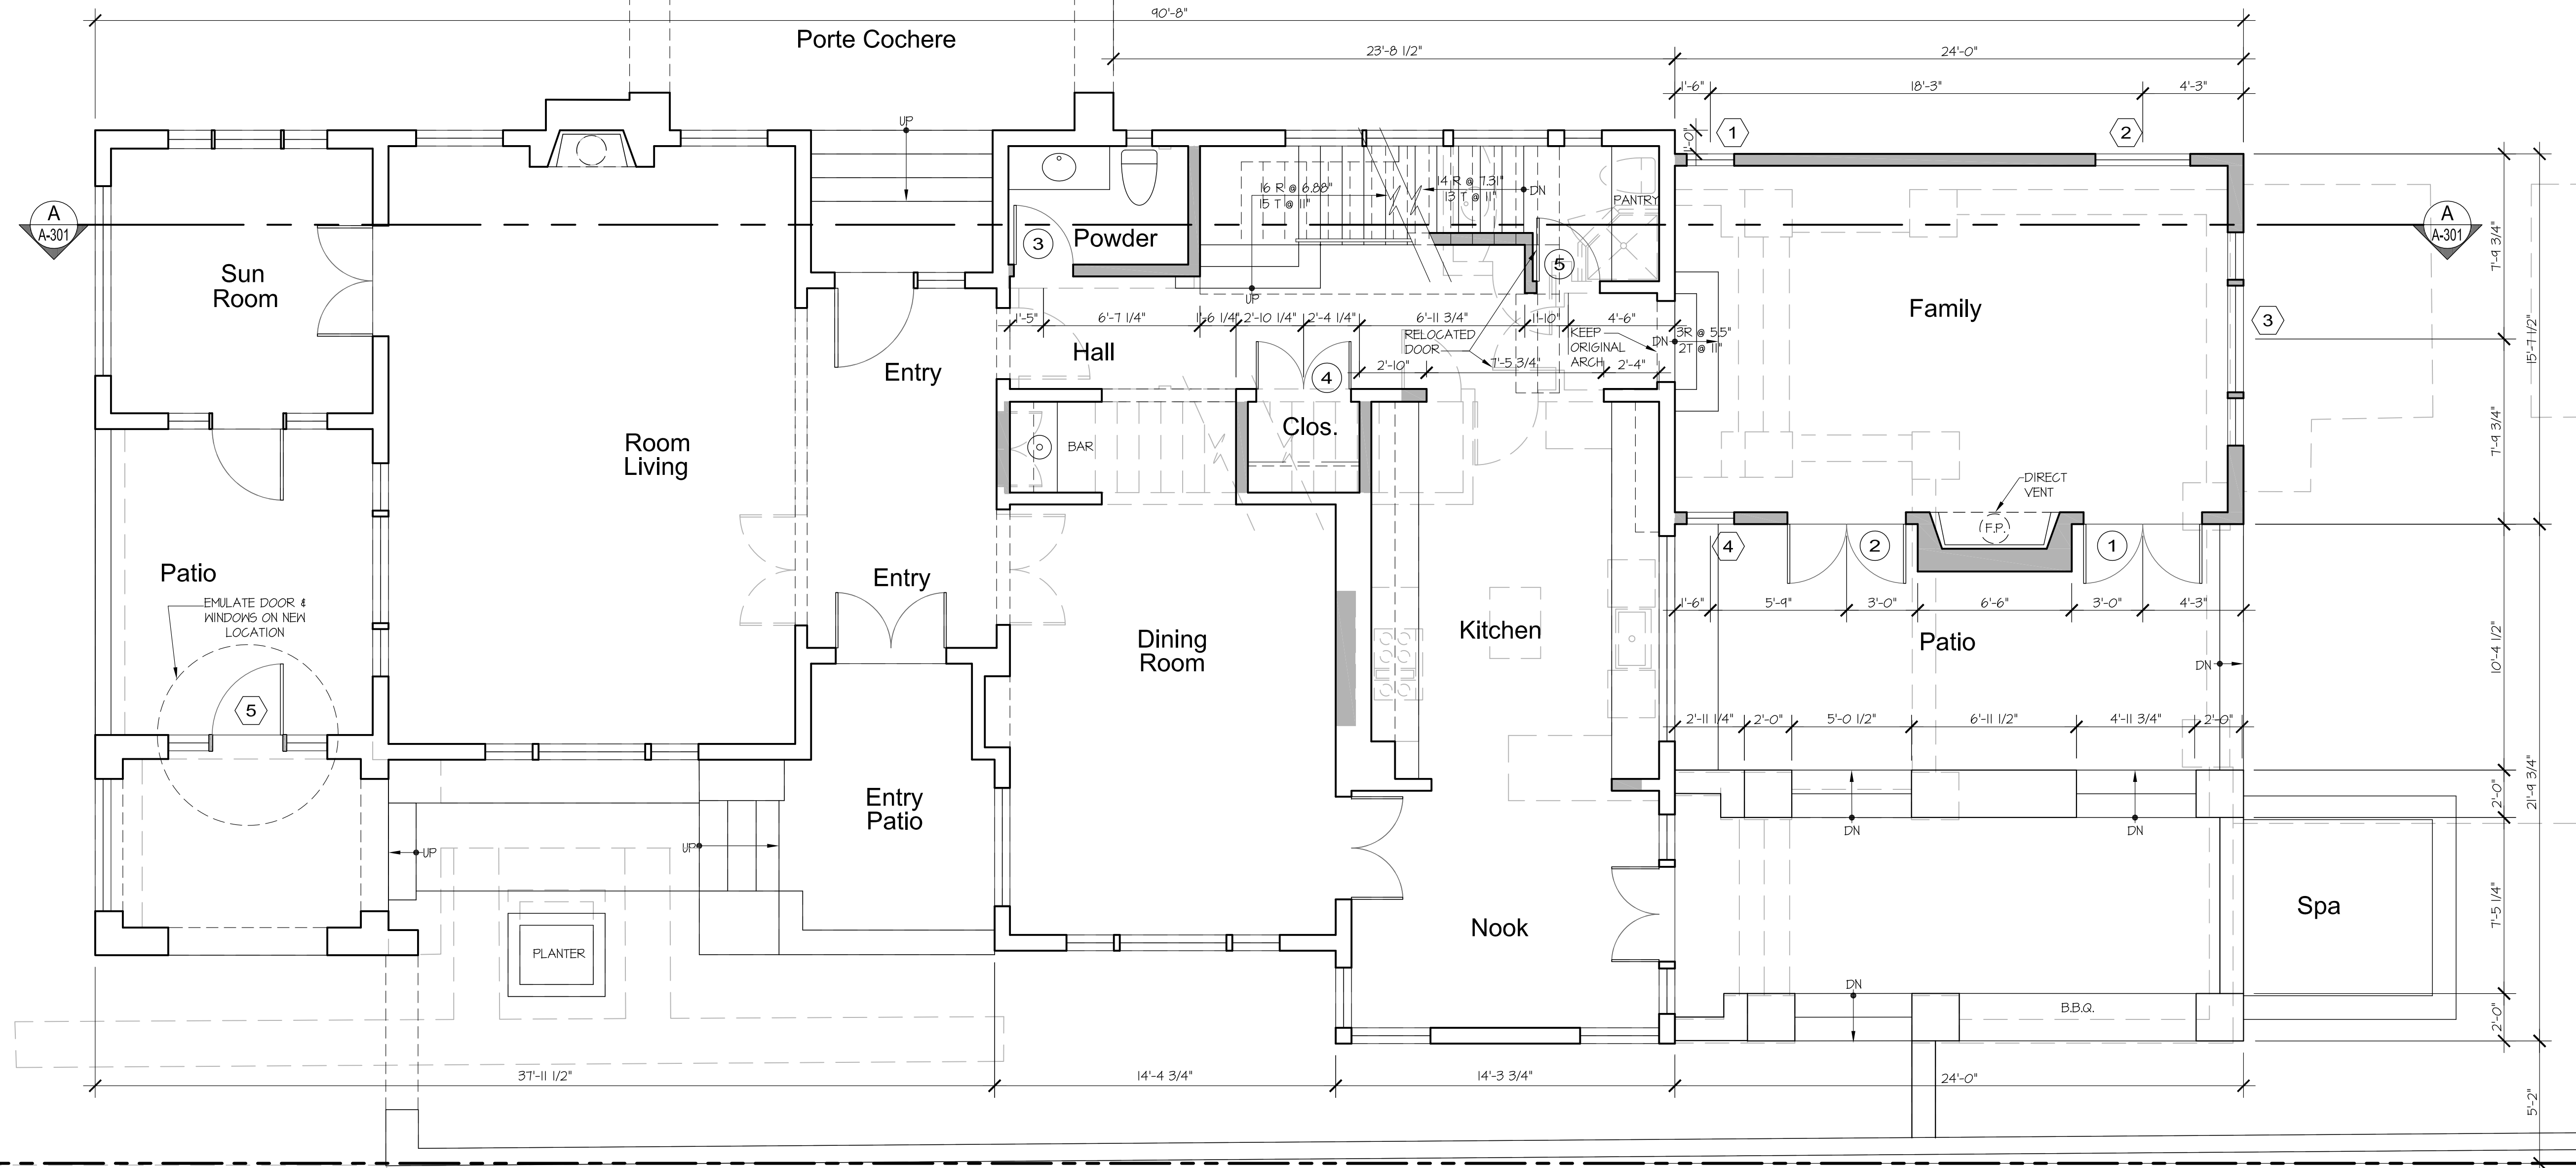 90'-8"
Porte Cochere
23'-8 1/2"
24'-0"
1'-6"
18'-3"
4'-3"
UP
1'-0"
1
2
A
A-301
16 R @ 6.88"
15 T @ 11"
14 R @ 7.31"
13 T @ 11"
DN
PANTRY
A
A-301
3
Powder
5
7'-9 3/4"
Sun
Room
UP
Family
3
15'-7 1/2"
1'-5"
6'-7 1/4"
1'-6 1/4"
2'-10 1/4"
2'-4 1/4"
6'-11 3/4"
1'-10"
4'-6"
RELOCATED
DOOR
KEEP
ORIGINAL
ARCH
3R @ 5.5"
DN
2T @ 11"
Hall
Entry
4
2'-10"
7'-5 3/4"
2'-4"
7'-9 3/4"
Room
Living
BAR
Clos.
DIRECT
VENT
F.P.
4
2
1
Patio
Entry
EMULATE DOOR &
WINDOWS ON NEW
LOCATION
1'-6"
5'-9"
3'-0"
6'-6"
3'-0"
4'-3"
Dining
Room
Kitchen
Patio
DN
10'-4 1/2"
5
2'-11 1/4"
2'-0"
5'-0 1/2"
6'-11 1/2"
4'-11 3/4"
2'-0"
21'-9 3/4"
Entry
Patio
2'-0"
DN
DN
UP
UP
Nook
Spa
7'-5 1/4"
PLANTER
DN
B.B.Q.
2'-0"
37'-11 1/2"
14'-4 3/4"
14'-3 3/4"
24'-0"
5'-2"